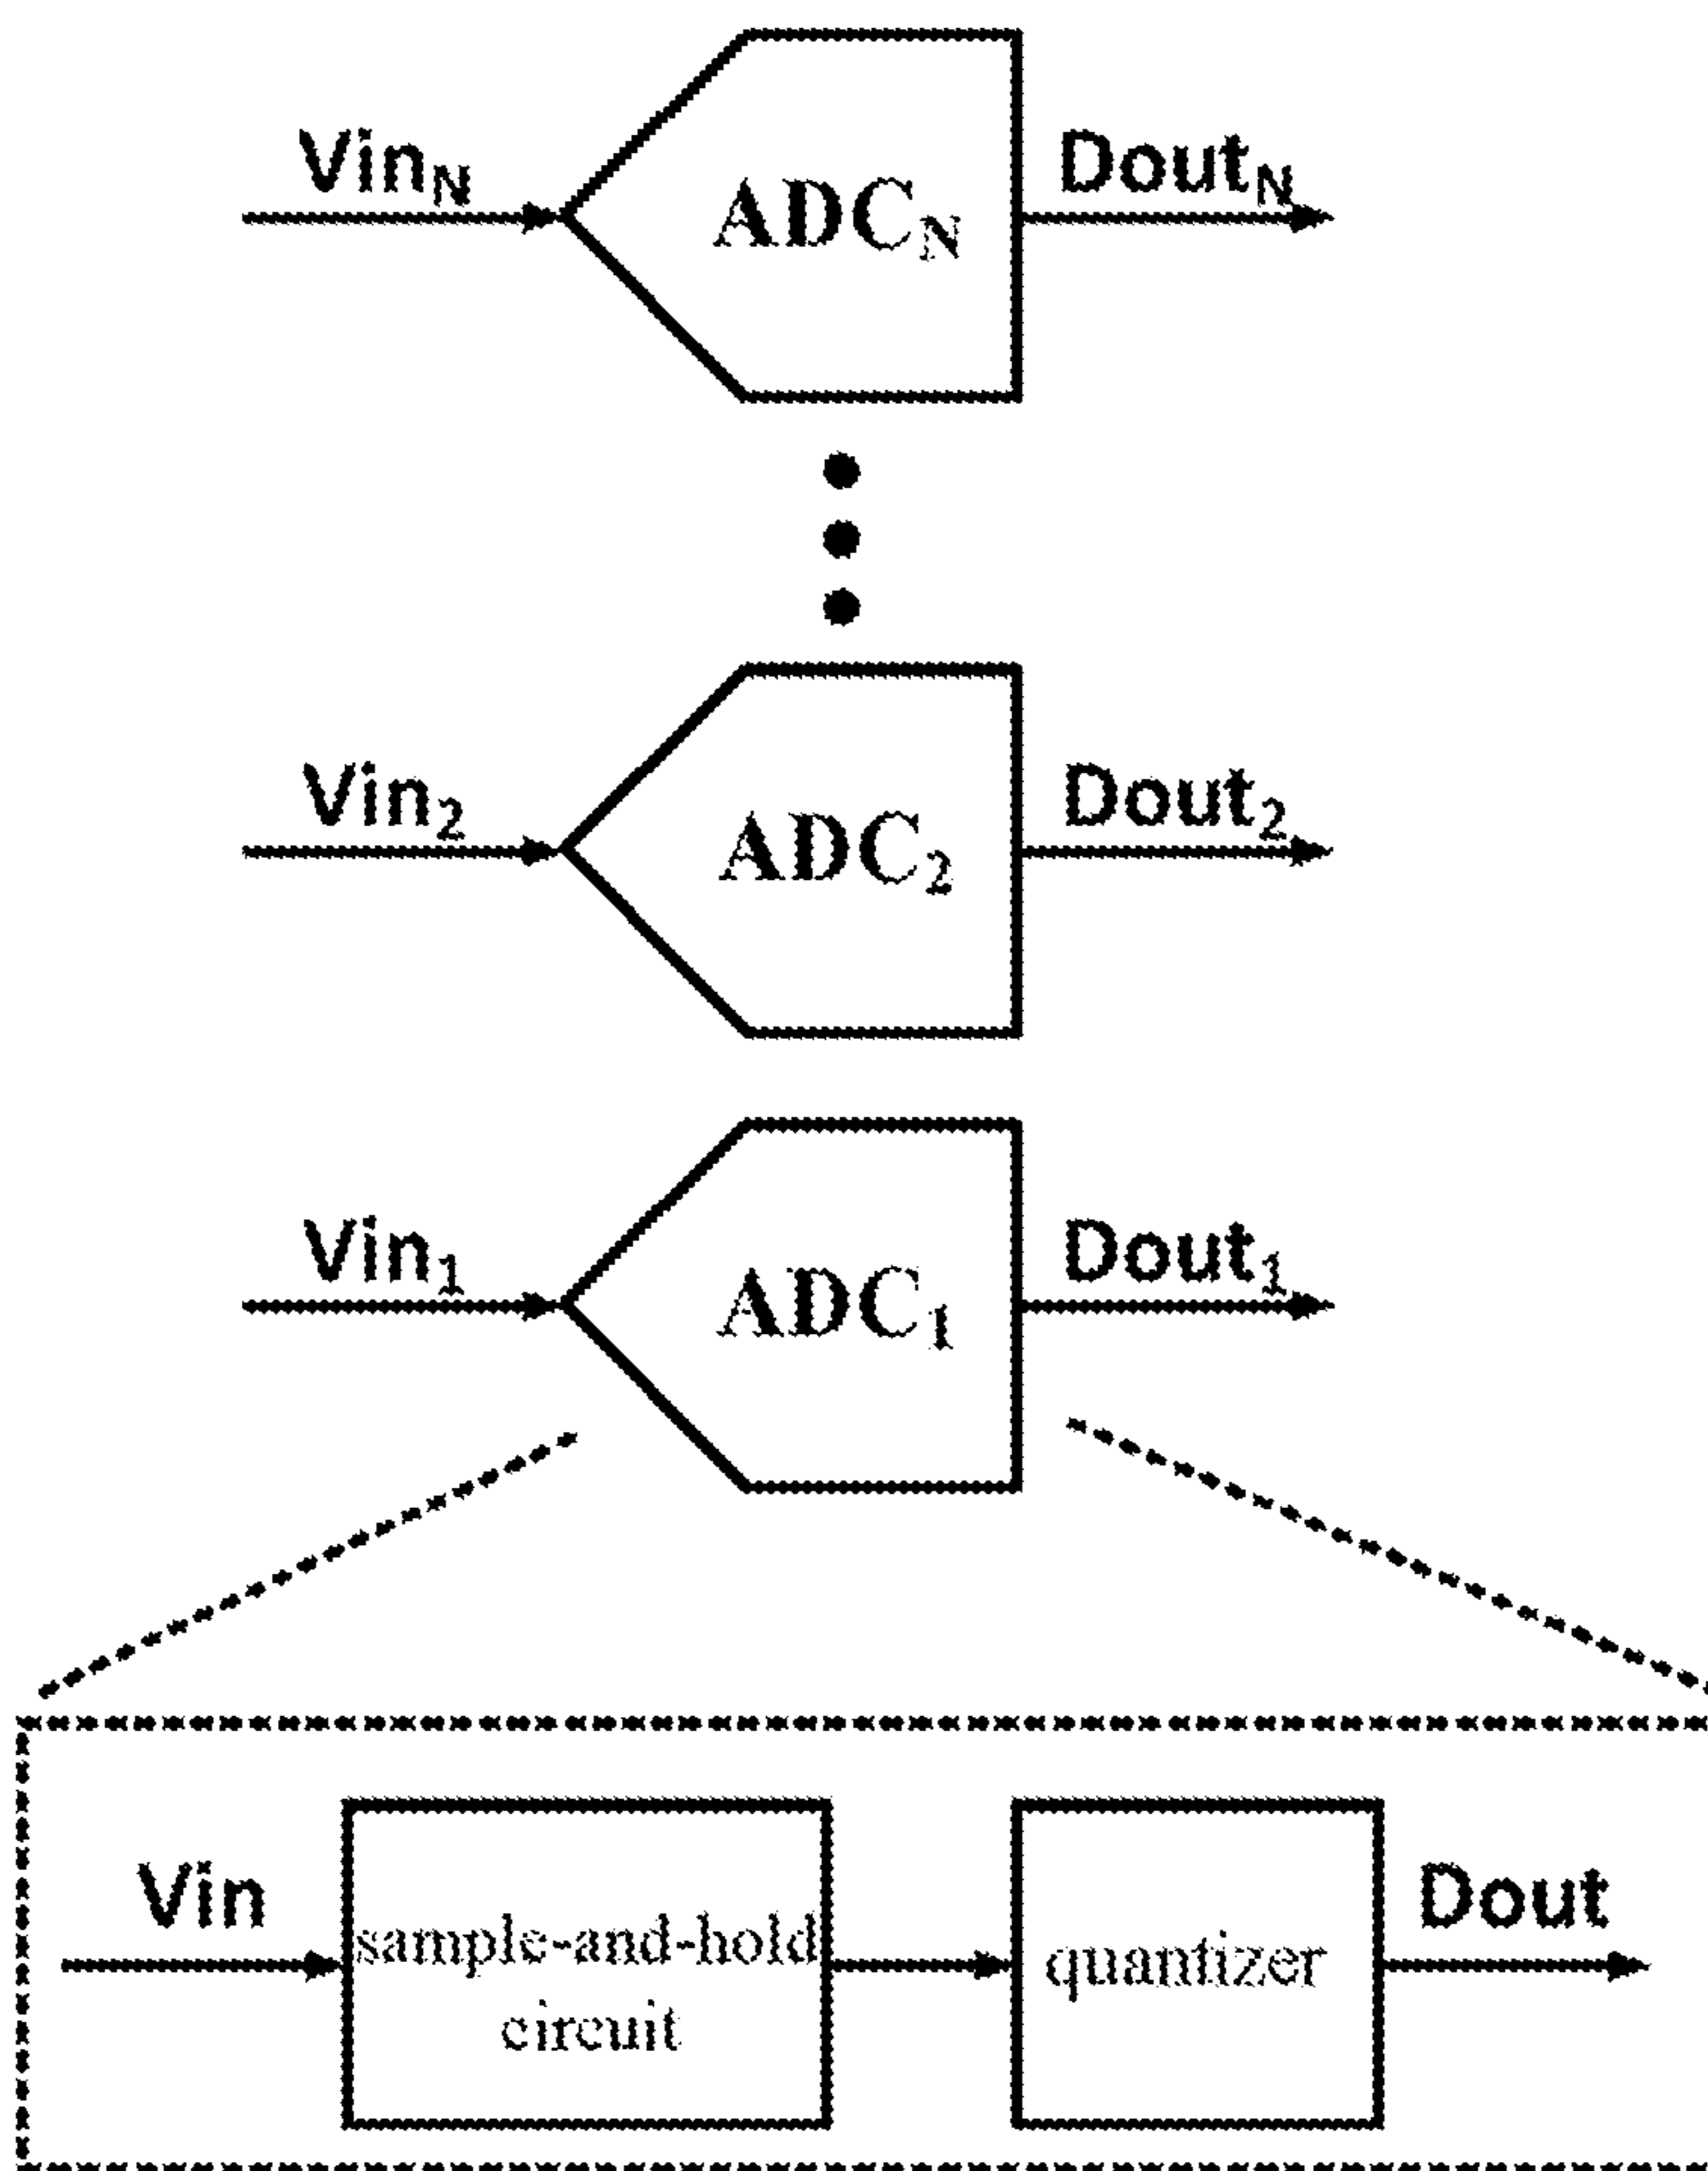 Vin_N ADC_N Dout_N
Vin_2 ADC_2 Dout_2
Vin_1 ADC_1 Dout_1
Vin
sample-and-hold
circuit
quantizer
Dout